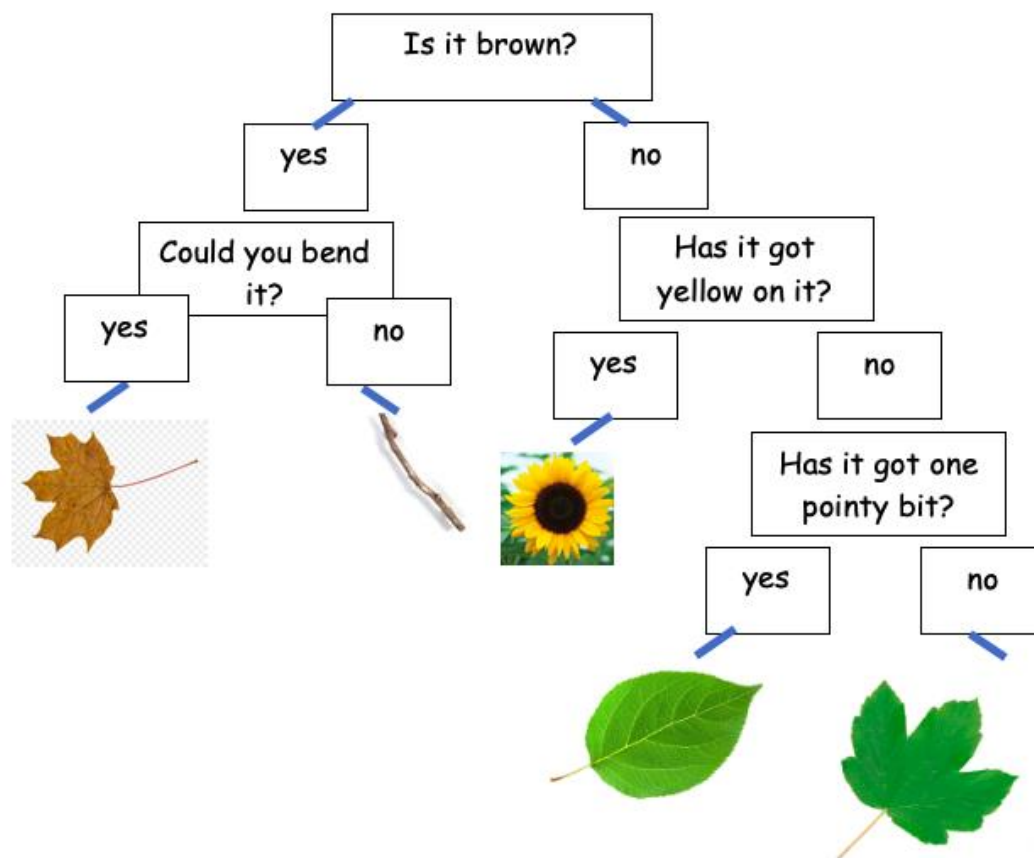 Is it brown?
yes
no
Could you bend
it?
Has it got
yellow on it?
yes
no
yes
no
Has it got one
pointy bit?
yes
no